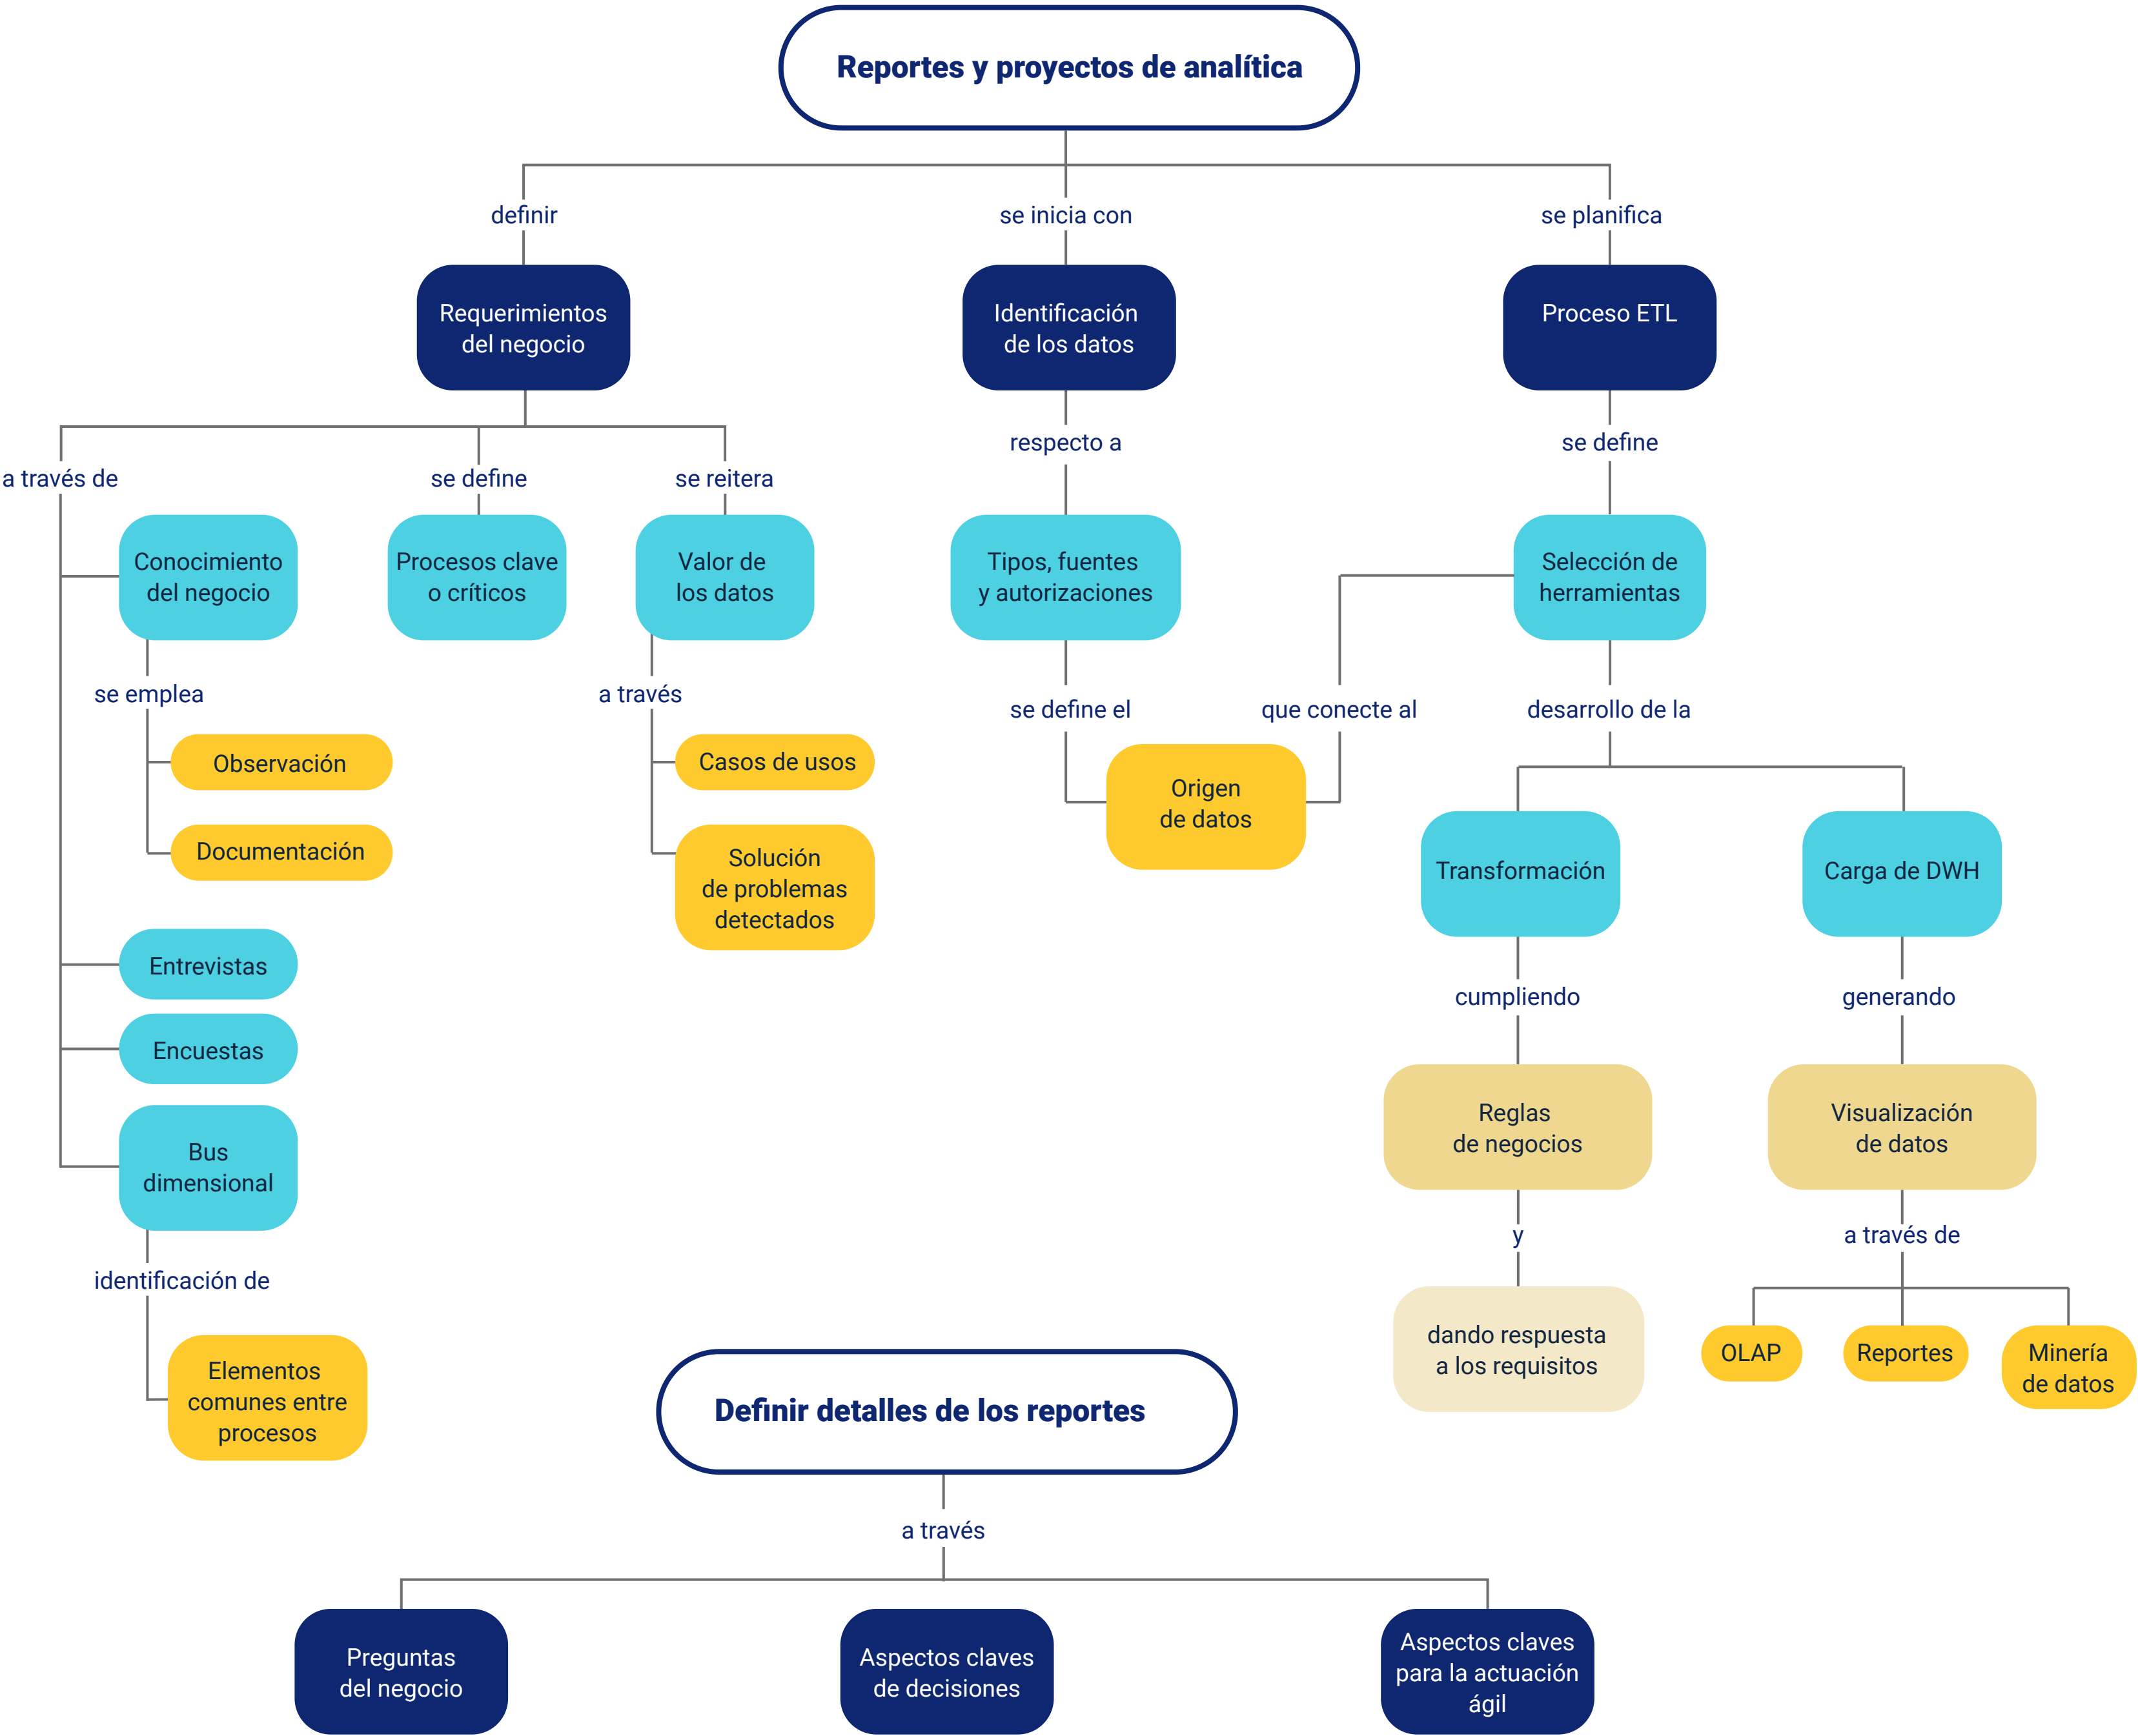 Reportes y proyectos de analítica
definir
se inicia con
se planifica
Requerimientos
del negocio
Identificación
de los datos
Proceso ETL
a través de
se define
se reitera
respecto a
se define
Conocimiento
del negocio
Procesos clave
o críticos
Valor de
los datos
Tipos, fuentes
y autorizaciones
Selección de
herramientas
se emplea
a través
se define el
que conecte al
desarrollo de la
Observación
Documentación
Casos de usos
Solución
de problemas
detectados
Origen
de datos
Transformación
Carga de DWH
Entrevistas
Encuestas
Bus
dimensional
cumpliendo
generando
Reglas
de negocios
Visualización
de datos
identificación de
y
a través de
Elementos
comunes entre
procesos
dando respuesta
a los requisitos
OLAP
Reportes
Minería
de datos
Definir detalles de los reportes
a través
Preguntas
del negocio
Aspectos claves
de decisiones
Aspectos claves
para la actuación
ágil